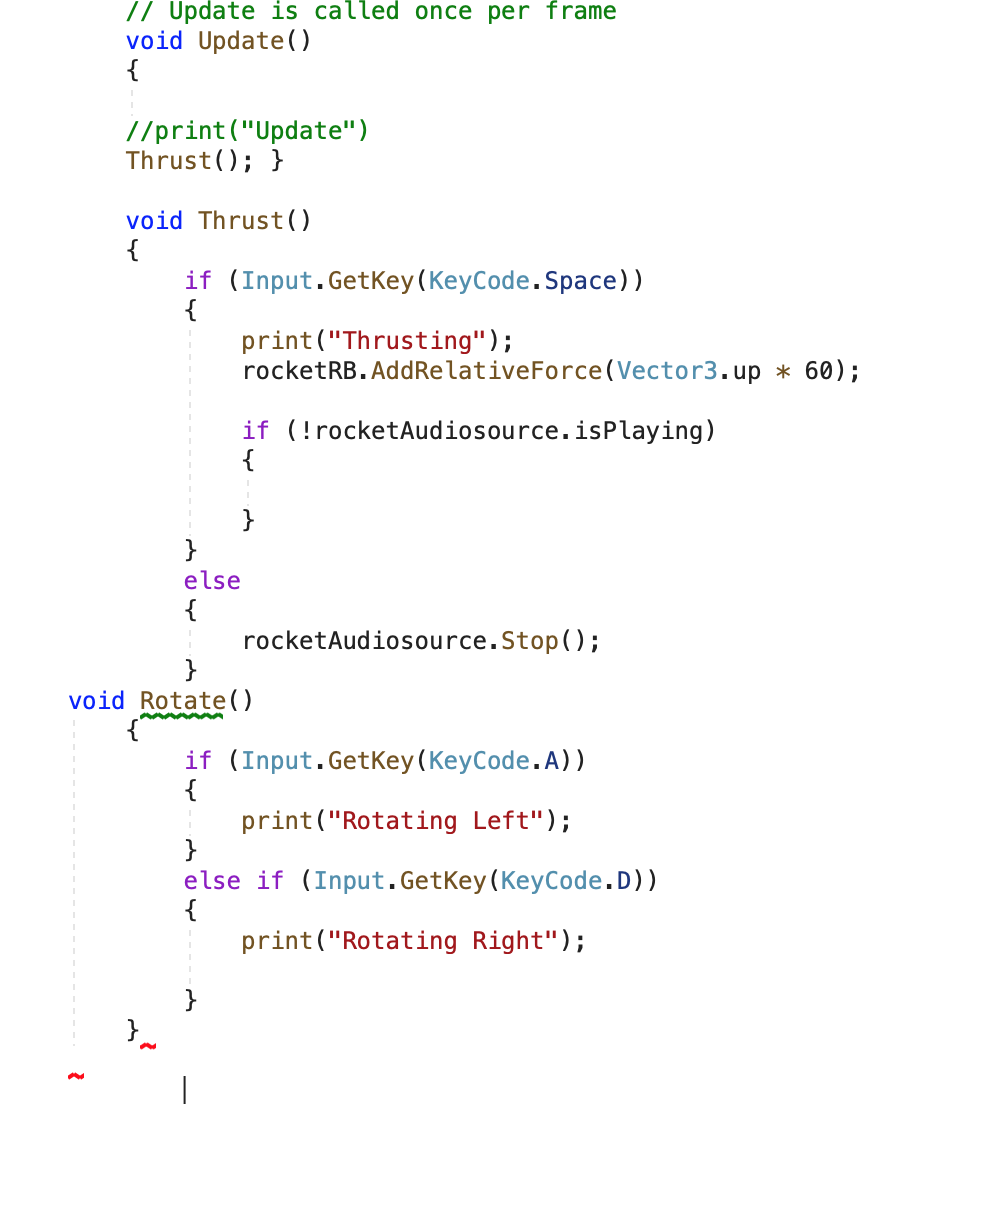 // Update is called once per frame
void Update()
{
//print("Update")
Thrust(); }
void Thrust()
{
if (Input.GetKey(KeyCode.Space))
{
print("Thrusting");
rocketRB.AddRelativeForce(Vector3.up * 60);
if (!rocketAudiosource.isPlaying)
{
}
}
else
{
rocketAudiosource.Stop();
}
void Rotate()
{
if (Input.GetKey(KeyCode.A))
{
print("Rotating Left");
}
else if (Input.GetKey(KeyCode.D))
{
print("Rotating Right");
}
}